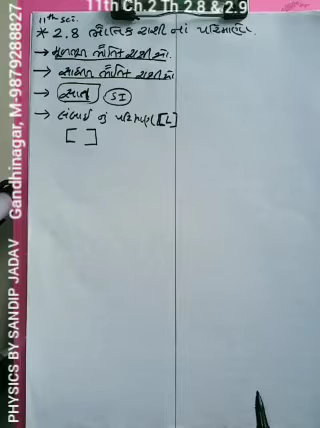 11th Ch.2 Th 2.8 & 2.9
11th sci.
* 2.8 ભૌતિક રાશી નાં પરિમાણો
→ મૂળભૂત ભૌતિક રાશીઓ.
→ સાધિત ભૌતિક રાશીઓ
→ સાત SI
→ લંબાઈ નું પરિમાણ [L]
[ ]
PHYSICS BY SANDIP JADAV Gandhinagar, M-9879288827